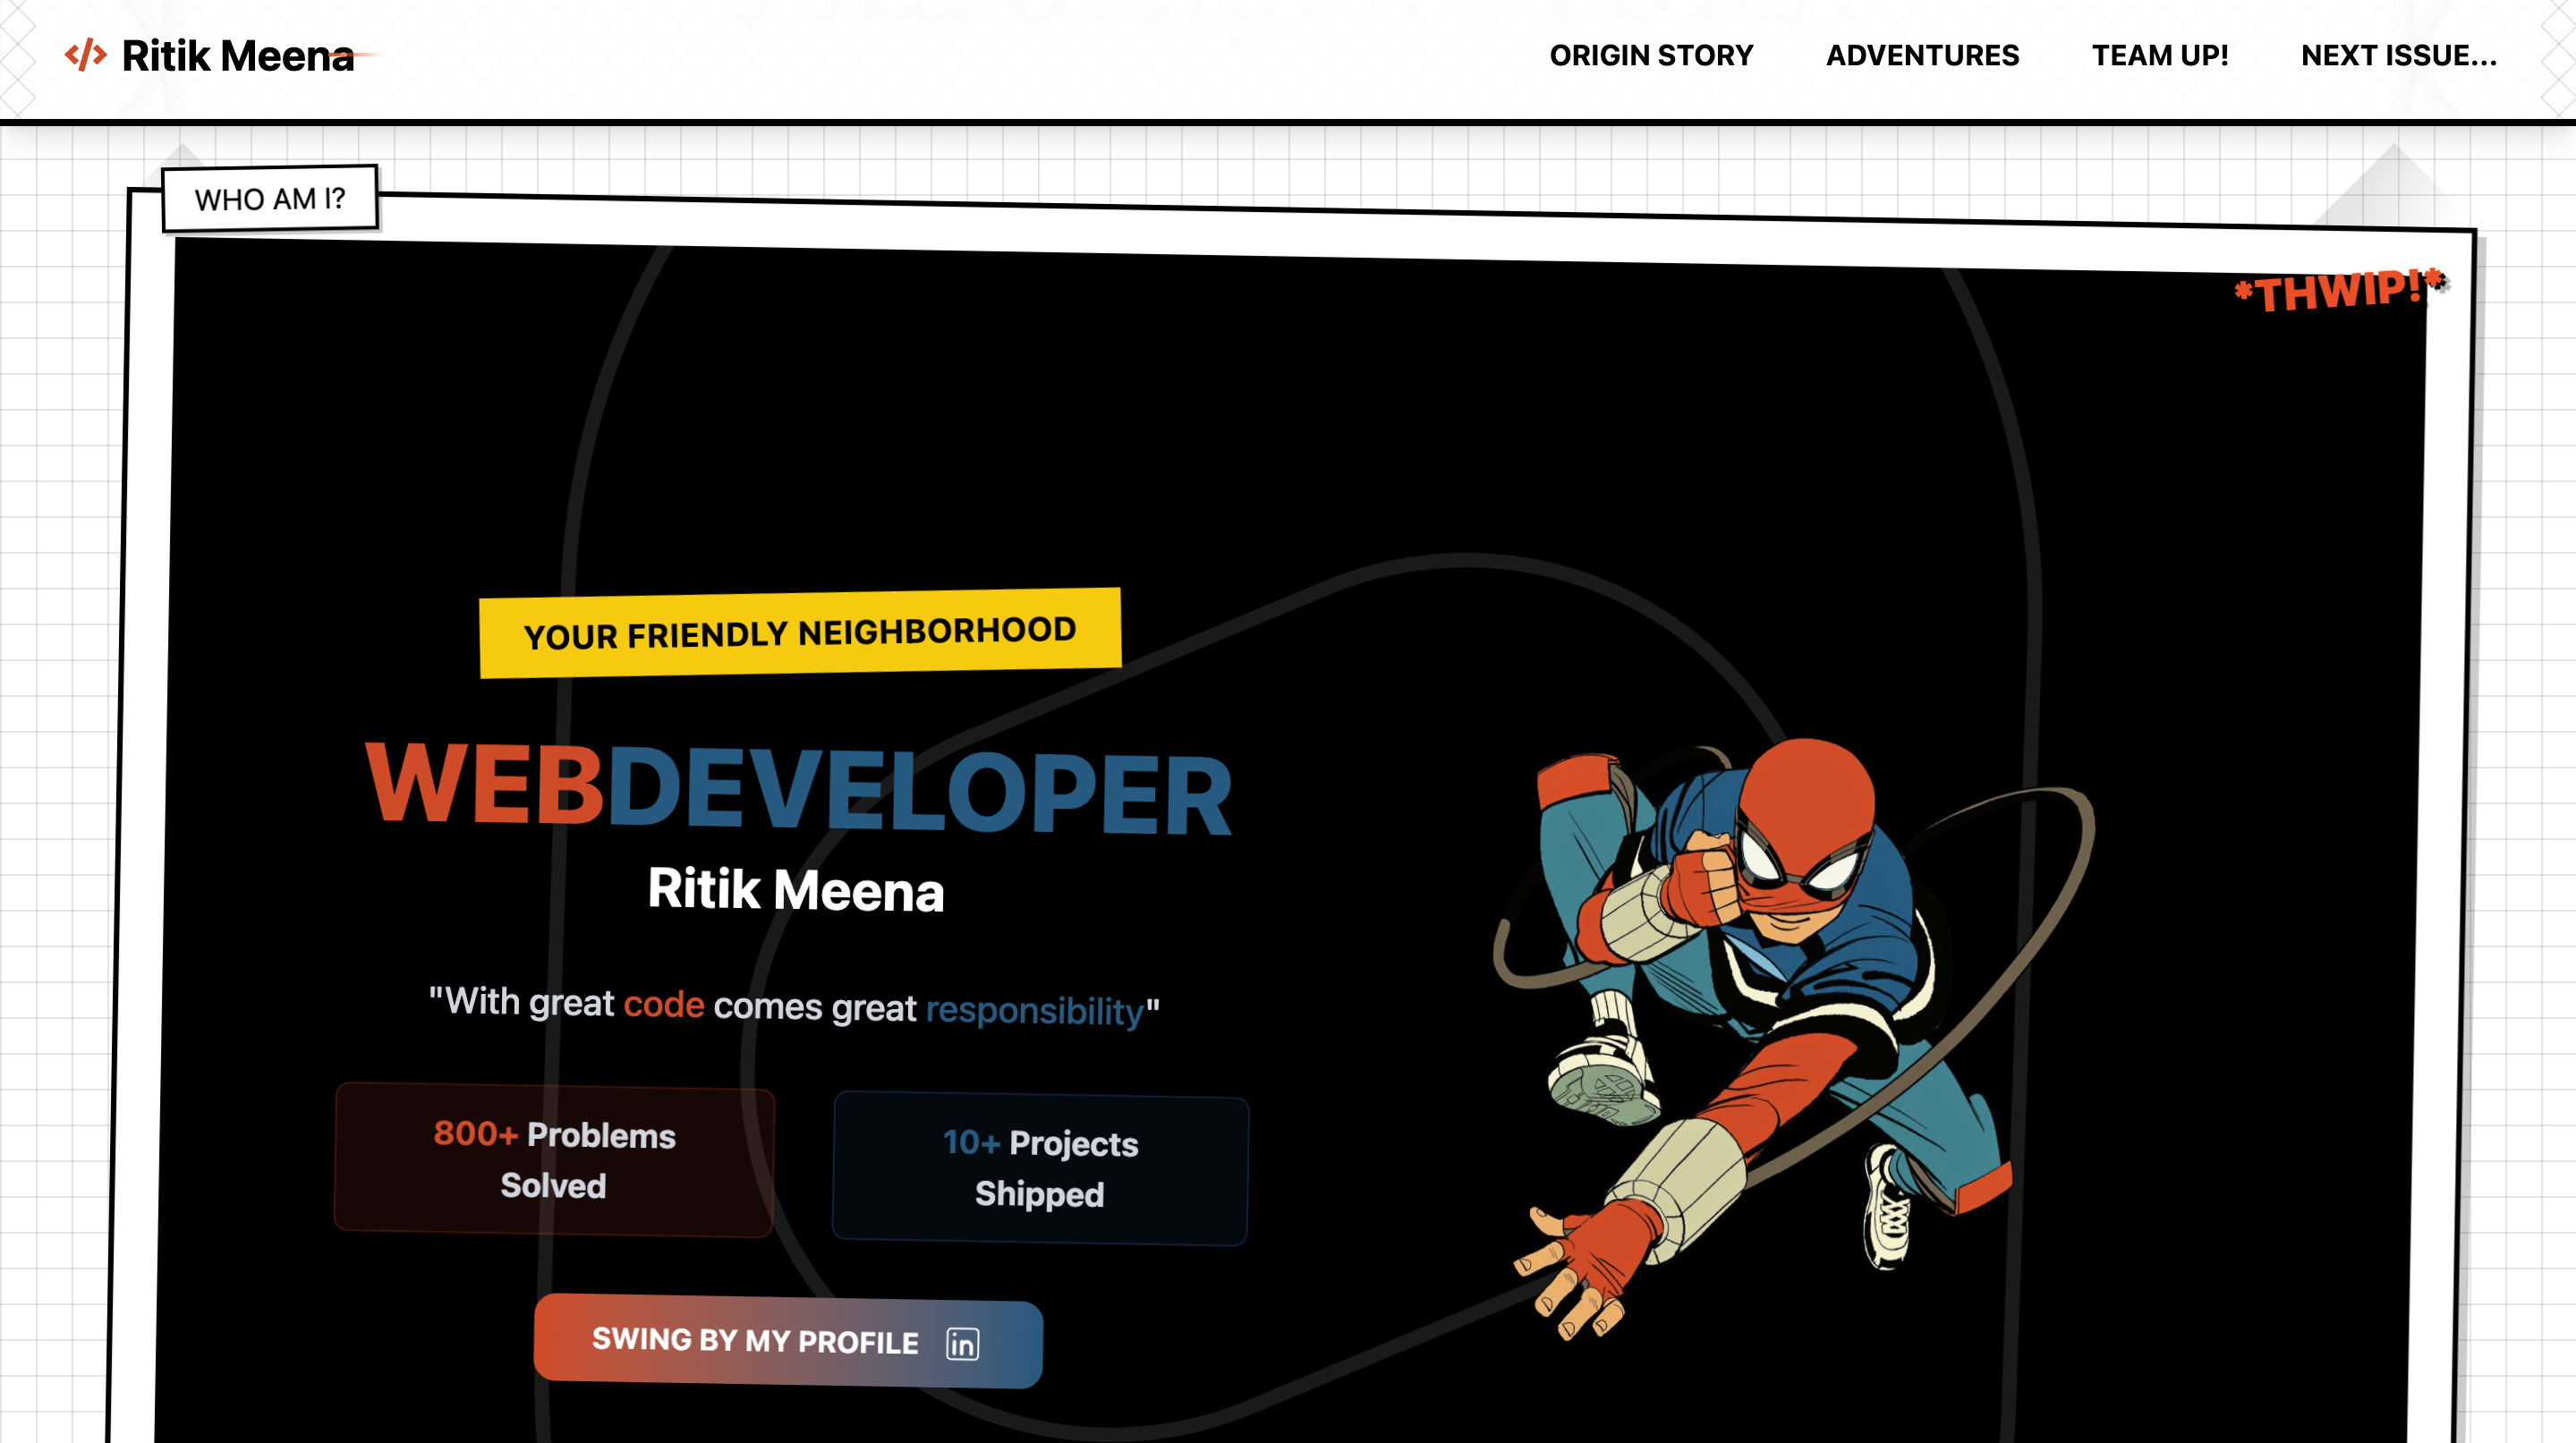 </> Ritik Meena
ORIGIN STORY
ADVENTURES
TEAM UP!
NEXT ISSUE...
WHO AM I?
*THWIP!*
YOUR FRIENDLY NEIGHBORHOOD
WEBDEVELOPER
Ritik Meena
"With great code comes great responsibility"
800+ Problems
Solved
10+ Projects
Shipped
SWING BY MY PROFILE in